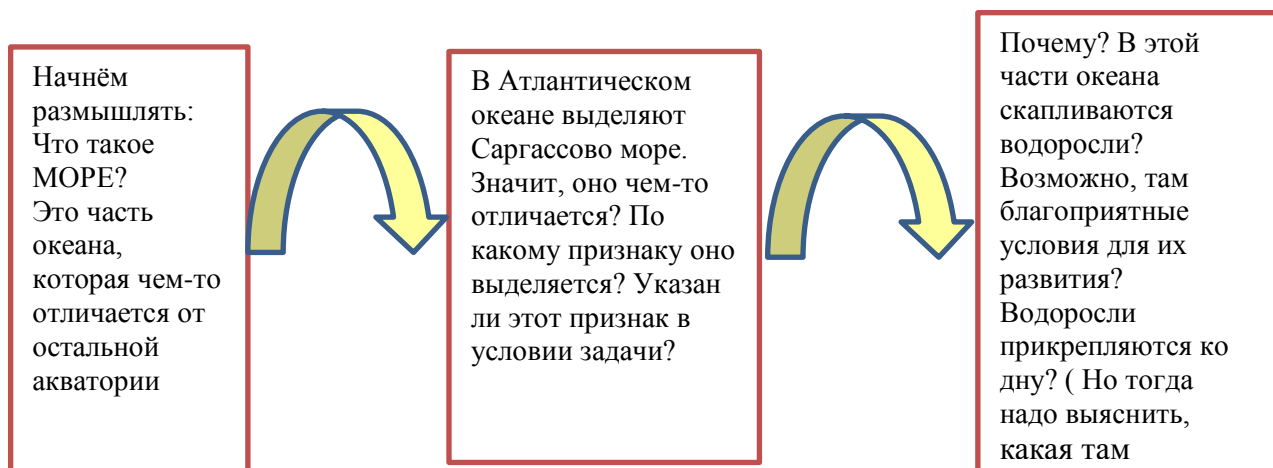 Начнём
размышлять:
Что такое
МОРЕ?
Это часть
океана,
которая чем-то
отличается от
остальной
акватории
В Атлантическом
океане выделяют
Саргассово море.
Значит, оно чем-то
отличается? По
какому признаку оно
выделяется? Указан
ли этот признак в
условии задачи?
Почему? В этой
части океана
скапливаются
водоросли?
Возможно, там
благоприятные
условия для их
развития?
Водоросли
прикрепляются ко
дну? ( Но тогда
надо выяснить,
какая там